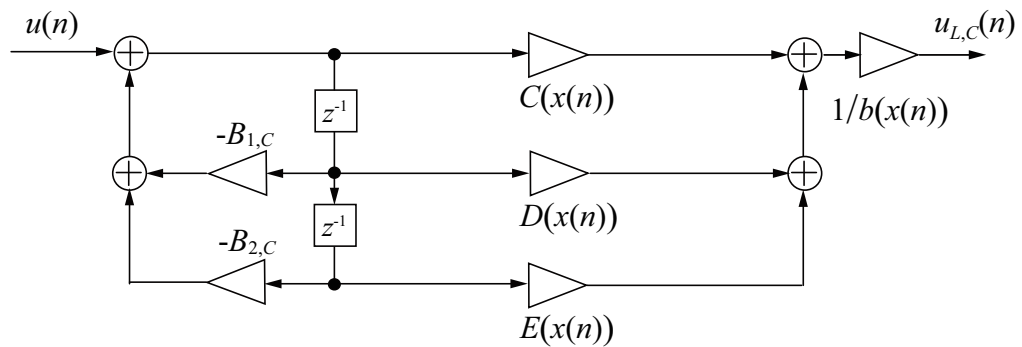 u(n)
u_{L,C}(n)
C(x(n))
1/b(x(n))
z^{-1}
-B_{1,C}
D(x(n))
z^{-1}
-B_{2,C}
E(x(n))